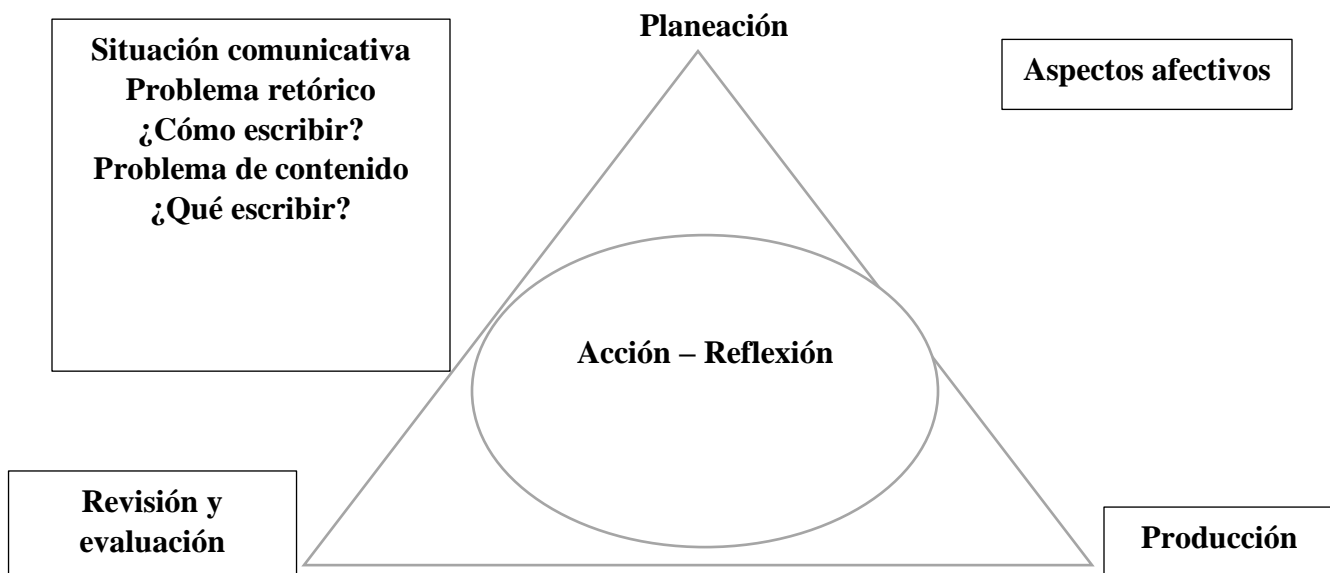 Planeación
Situación comunicativa
Problema retórico
¿Cómo escribir?
Problema de contenido
¿Qué escribir?
Aspectos afectivos
Acción – Reflexión
Revisión y
evaluación
Producción